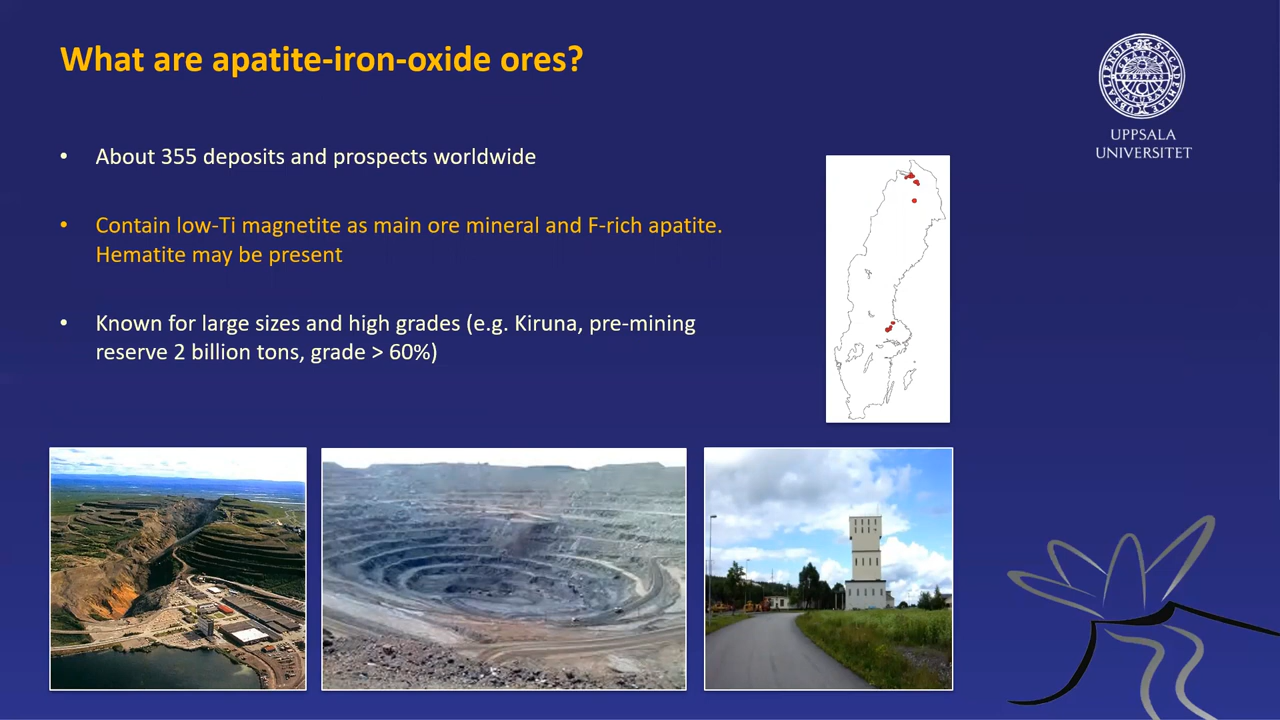 What are apatite-iron-oxide ores?
• About 355 deposits and prospects worldwide
• Contain low-Ti magnetite as main ore mineral and F-rich apatite.
Hematite may be present
• Known for large sizes and high grades (e.g. Kiruna, pre-mining
reserve 2 billion tons, grade > 60%)
UPPSALA
UNIVERSITET